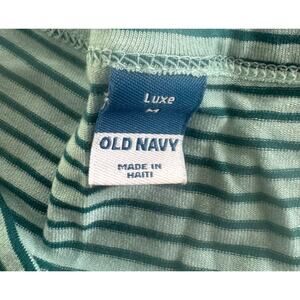 Luxe
M
OLD NAVY
MADE IN
HAITI